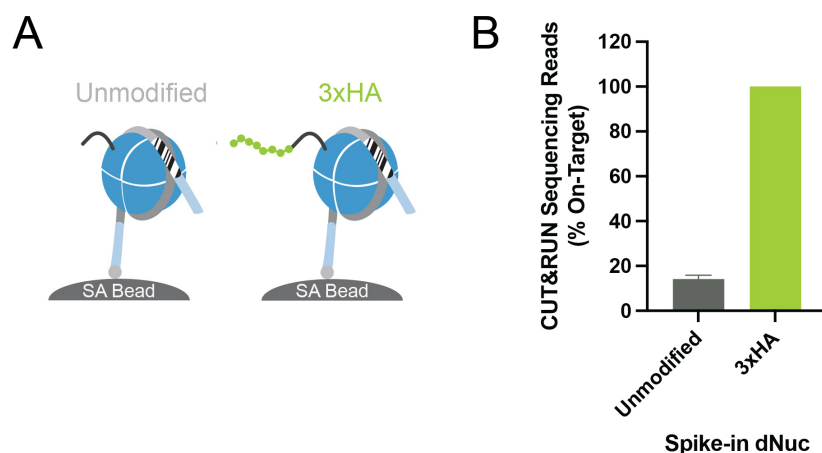 A
Unmodified
3xHA
SA Bead
SA Bead
B
CUT&RUN Sequencing Reads
(% On-Target)
120
100
80
60
40
20
0
Unmodified
3xHA
Spike-in dNuc